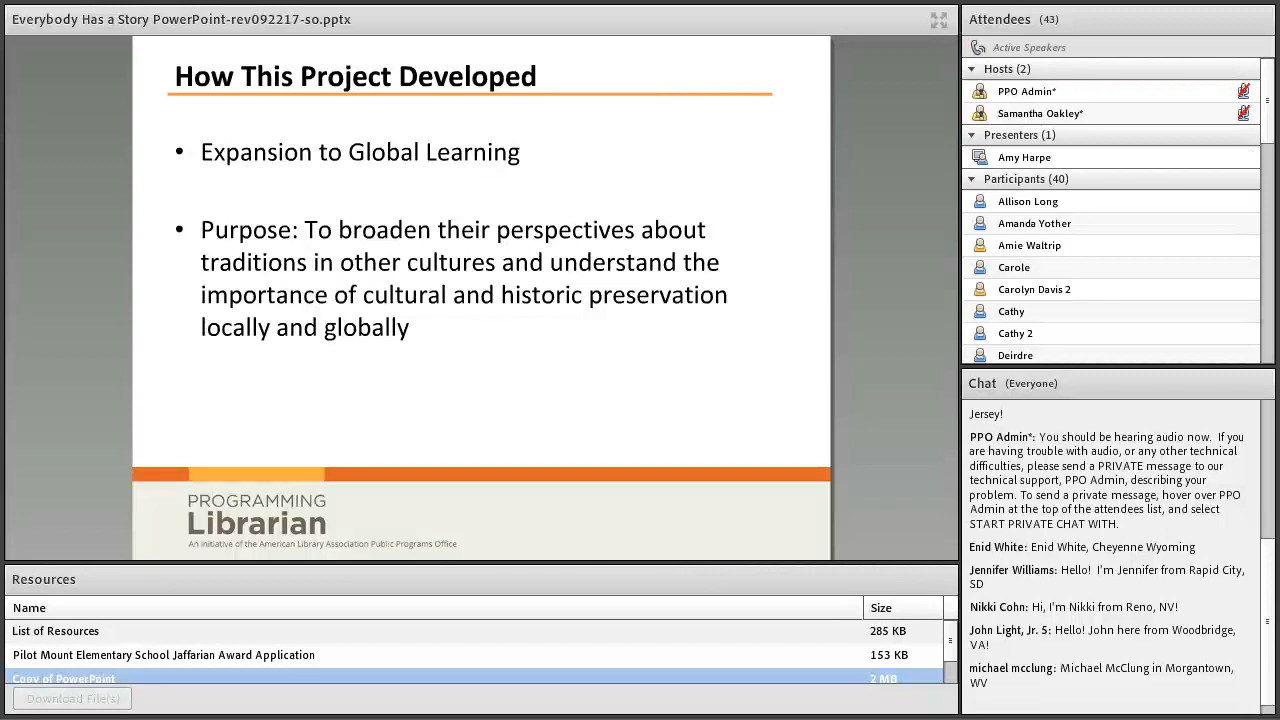 Everybody Has a Story PowerPoint-rev092217-so.pptx
How This Project Developed
• Expansion to Global Learning
• Purpose: To broaden their perspectives about
traditions in other cultures and understand the
importance of cultural and historic preservation
locally and globally
PROGRAMMING
Librarian
An initiative of the American Library Association Public Programs Office
Resources
Name Size
List of Resources 285 KB
Pilot Mount Elementary School Jaffarian Award Application 153 KB
Copy of PowerPoint 2 MB
Download File(s)
Attendees (43)
Active Speakers
Hosts (2)
PPO Admin*
Samantha Oakley*
Presenters (1)
Amy Harpe
Participants (40)
Allison Long
Amanda Yother
Amie Waltrip
Carole
Carolyn Davis 2
Cathy
Cathy 2
Deirdre
Chat (Everyone)
Jersey!
PPO Admin*: You should be hearing audio now. If you
are having trouble with audio, or any other technical
difficulties, please send a PRIVATE message to our
technical support, PPO Admin, describing your
problem. To send a private message, hover over PPO
Admin at the top of the attendees list, and select
START PRIVATE CHAT WITH.
Enid White: Enid White, Cheyenne Wyoming
Jennifer Williams: Hello! I'm Jennifer from Rapid City,
SD
Nikki Cohn: Hi, I'm Nikki from Reno, NV!
John Light, Jr. 5: Hello! John here from Woodbridge,
VA!
michael mcclung: Michael McClung in Morgantown,
WV